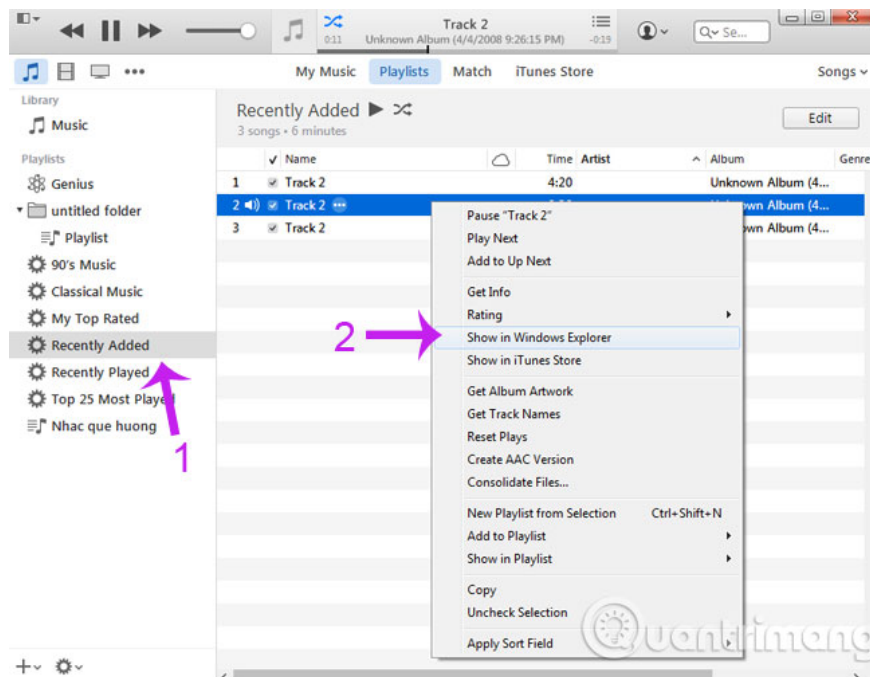 Track 2
0:11 Unknown Album (4/4/2008 9:26:15 PM) -0:19
Se...
My Music Playlists Match iTunes Store Songs
Library
Music
Playlists
Genius
untitled folder
Playlist
90's Music
Classical Music
My Top Rated
Recently Added
Recently Played
Top 25 Most Played
Nhac que huong
1
Recently Added
3 songs • 6 minutes
Edit
Name Time Artist Album Genre
1 Track 2 4:20 Unknown Album (4...
2 Track 2 Album (4...
3 Track 2 Album (4...
Pause "Track 2"
Play Next
Add to Up Next
Get Info
Rating
2
Show in Windows Explorer
Show in iTunes Store
Get Album Artwork
Get Track Names
Reset Plays
Create AAC Version
Consolidate Files...
New Playlist from Selection Ctrl+Shift+N
Add to Playlist
Show in Playlist
Copy
Uncheck Selection
Apply Sort Field
Quantrimang